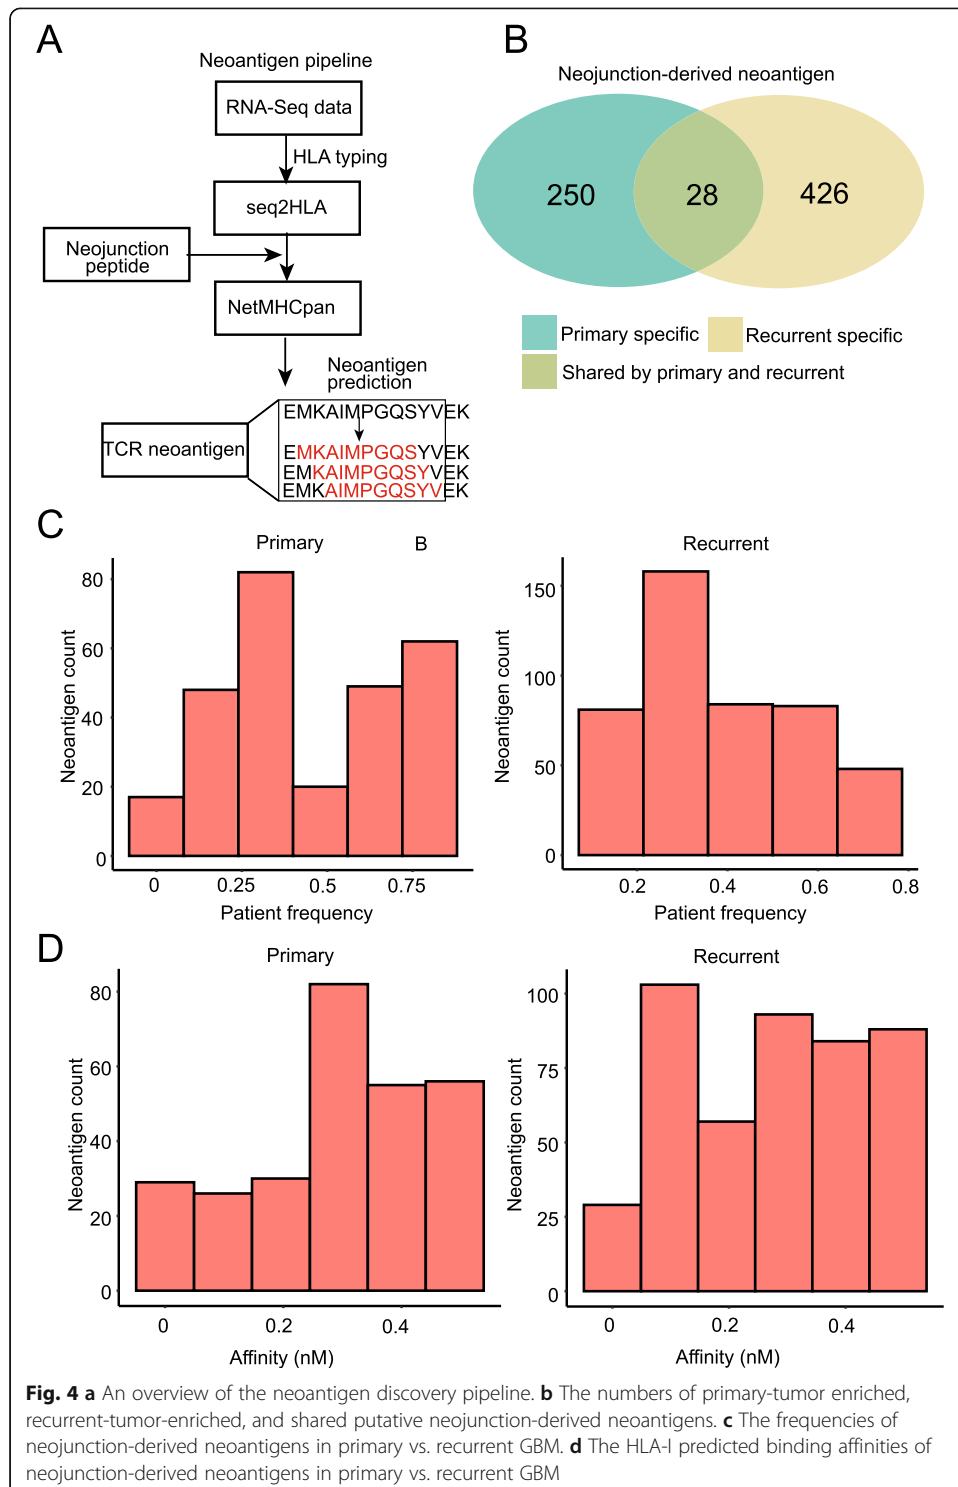 A
Neoantigen pipeline
RNA-Seq data
HLA typing
seq2HLA
Neojunction
peptide
NetMHCpan
Neoantigen
prediction
TCR neoantigen
EMKAIMPGQSYVEK
EMKAIMPGQSYVEK
EMKAIMPGQSYVEK
EMKAIMPGQSYVEK
B
Neojunction-derived neoantigen
250
28
426
Primary specific
Recurrent specific
Shared by primary and recurrent
C
Primary
B
Neoantigen count
80
60
40
20
0
0
0.25
0.5
0.75
Patient frequency
Recurrent
Neoantigen count
150
100
50
0
0.2
0.4
0.6
0.8
Patient frequency
D
Primary
Neoantigen count
80
60
40
20
0
0
0.2
0.4
Affinity (nM)
Recurrent
Neoantigen count
100
75
50
25
0
0
0.2
0.4
Affinity (nM)
Fig. 4 a An overview of the neoantigen discovery pipeline. b The numbers of primary-tumor enriched,
recurrent-tumor-enriched, and shared putative neojunction-derived neoantigens. c The frequencies of
neojunction-derived neoantigens in primary vs. recurrent GBM. d The HLA-I predicted binding affinities of
neojunction-derived neoantigens in primary vs. recurrent GBM